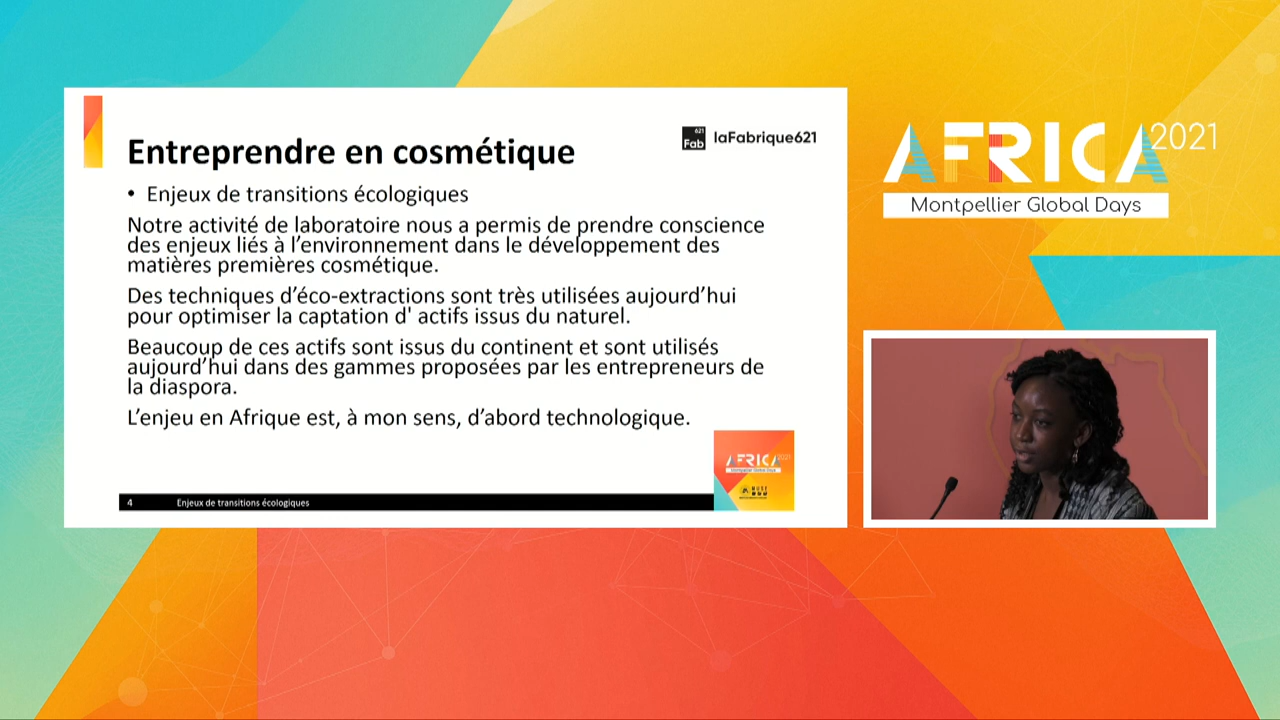 Entreprendre en cosmétique
621
Fab
laFabrique621
• Enjeux de transitions écologiques
Notre activité de laboratoire nous a permis de prendre conscience
des enjeux liés à l’environnement dans le développement des
matières premières cosmétique.
Des techniques d’éco-extractions sont très utilisées aujourd’hui
pour optimiser la captation d' actifs issus du naturel.
Beaucoup de ces actifs sont issus du continent et sont utilisés
aujourd’hui dans des gammes proposées par les entrepreneurs de
la diaspora.
L’enjeu en Afrique est, à mon sens, d’abord technologique.
AFRICA
Montpellier Global Days
4 Enjeux de transitions écologiques
AFRICA 2021
Montpellier Global Days